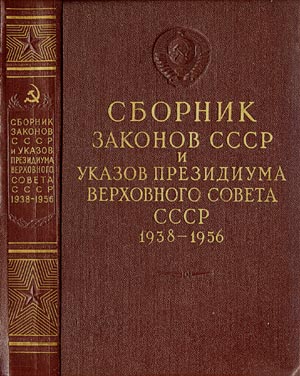 СБОРНИК
ЗАКОНОВ
СССР
И УКАЗОВ
ПРЕЗИДИУМА
ВЕРХОВНОГО
СОВЕТА
СССР
1938-1956
СБОРНИК
ЗАКОНОВ СССР
И
УКАЗОВ ПРЕЗИДИУМА
ВЕРХОВНОГО СОВЕТА
СССР
1938-1956